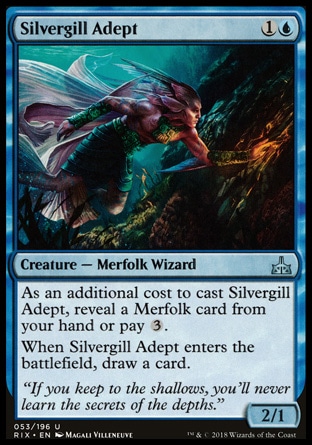 Silvergill Adept 1
Creature — Merfolk Wizard
As an additional cost to cast Silvergill
Adept, reveal a Merfolk card from
your hand or pay 3.
When Silvergill Adept enters the
battlefield, draw a card.
“If you keep to the shallows, you’ll never
learn the secrets of the depths.”
2/1
053/196 U
RIX • EN Magali Villeneuve
™ & © 2018 Wizards of the Coast